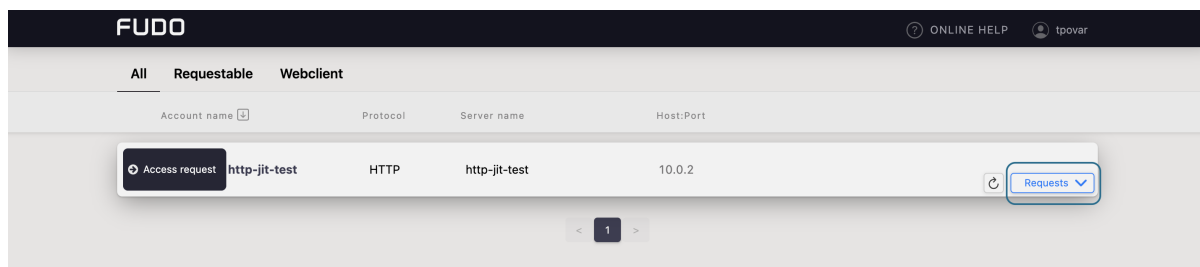 FUDO ONLINE HELP tpovar
All Requestable Webclient
Account name Protocol Server name Host:Port
Access request http-jit-test HTTP http-jit-test 10.0.2
Requests
< 1 >